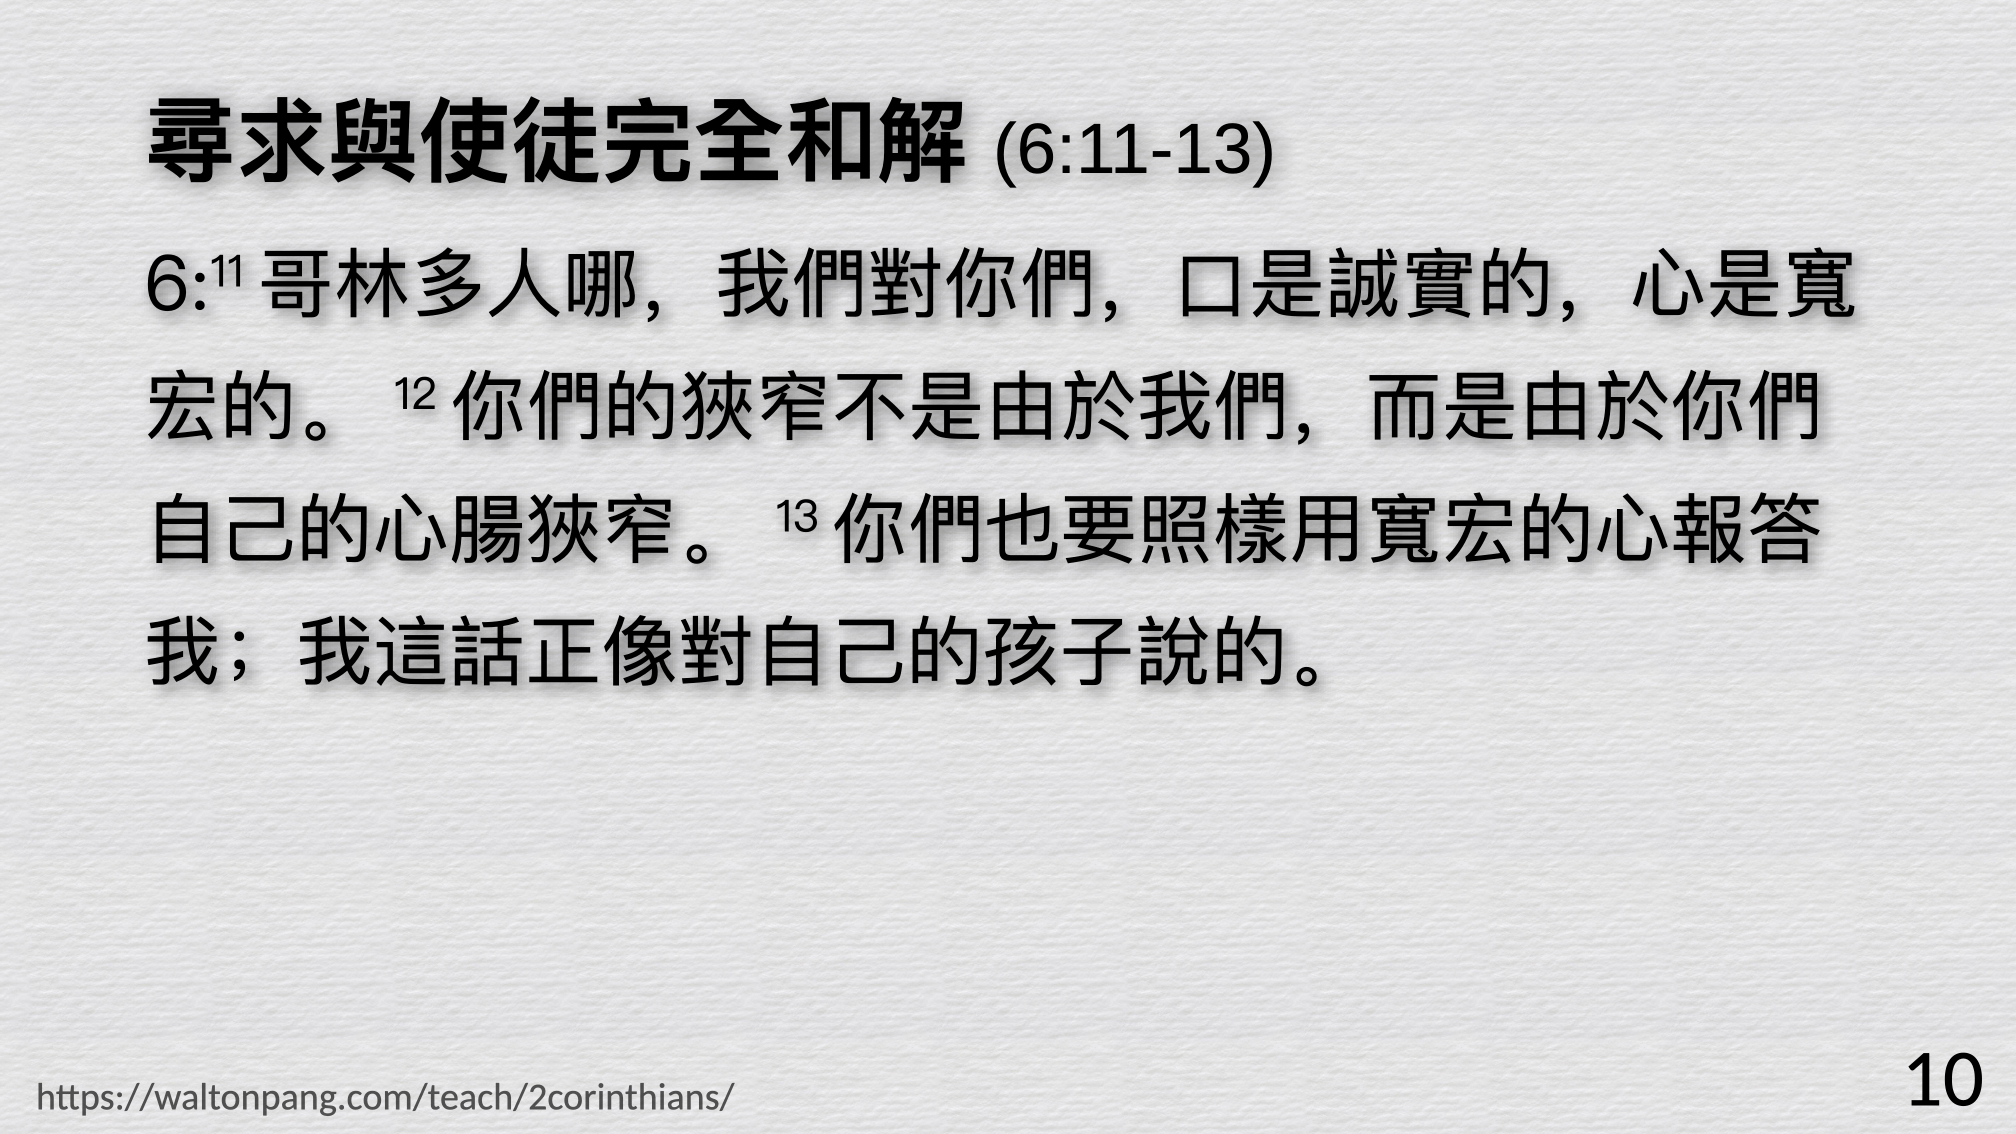 尋求與使徒完全和解 (6:11-13)
6:11 哥林多人哪，我們對你們，口是誠實的，心是寬
宏的。 12 你們的狹窄不是由於我們，而是由於你們
自己的心腸狹窄。 13 你們也要照樣用寬宏的心報答
我；我這話正像對自己的孩子說的。
https://waltonpang.com/teach/2corinthians/
10